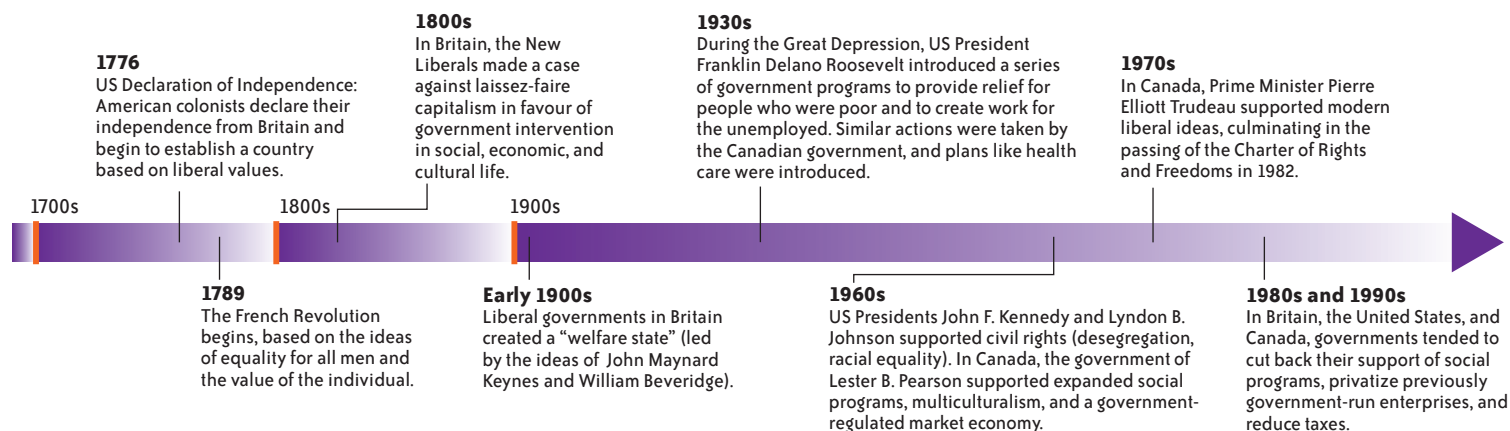 1776
US Declaration of Independence:
American colonists declare their
independence from Britain and
begin to establish a country
based on liberal values.
1800s
In Britain, the New
Liberals made a case
against laissez-faire
capitalism in favour of
government intervention
in social, economic, and
cultural life.
1930s
During the Great Depression, US President
Franklin Delano Roosevelt introduced a series
of government programs to provide relief for
people who were poor and to create work for
the unemployed. Similar actions were taken by
the Canadian government, and plans like health
care were introduced.
1970s
In Canada, Prime Minister Pierre
Elliott Trudeau supported modern
liberal ideas, culminating in the
passing of the Charter of Rights
and Freedoms in 1982.
1700s
1800s
1900s
1789
The French Revolution
begins, based on the ideas
of equality for all men and
the value of the individual.
Early 1900s
Liberal governments in Britain
created a “welfare state” (led
by the ideas of John Maynard
Keynes and William Beveridge).
1960s
US Presidents John F. Kennedy and Lyndon B.
Johnson supported civil rights (desegregation,
racial equality). In Canada, the government of
Lester B. Pearson supported expanded social
programs, multiculturalism, and a government-
regulated market economy.
1980s and 1990s
In Britain, the United States, and
Canada, governments tended to
cut back their support of social
programs, privatize previously
government-run enterprises, and
reduce taxes.